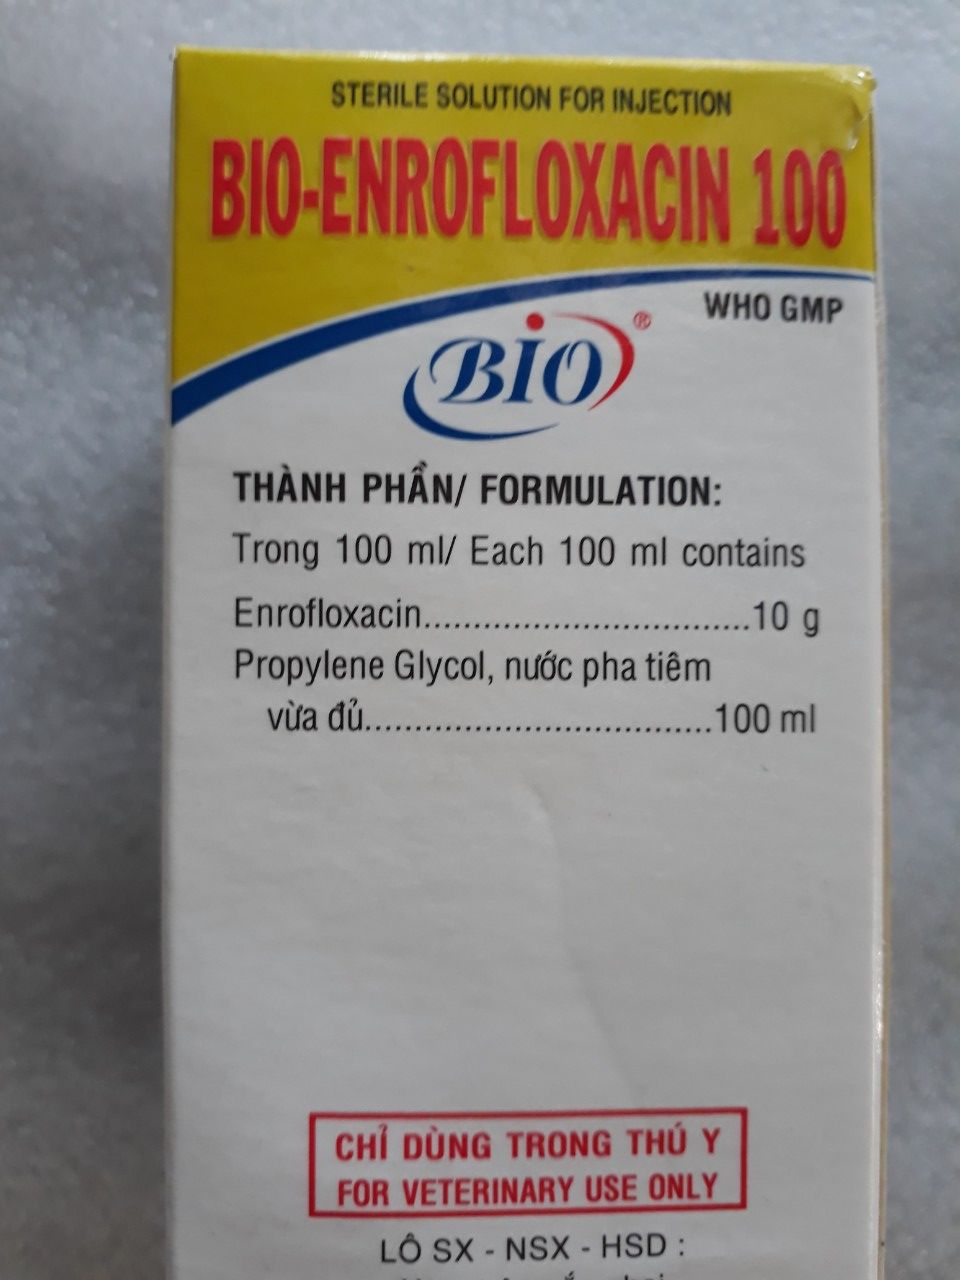 STERILE SOLUTION FOR INJECTION
BIO-ENROFLOXACIN 100
WHO GMP
BIO®
THÀNH PHẦN/ FORMULATION:
Trong 100 ml/ Each 100 ml contains
Enrofloxacin.................................10 g
Propylene Glycol, nước pha tiêm
vừa đủ...................................100 ml
CHỈ DÙNG TRONG THÚ Y
FOR VETERINARY USE ONLY
LÔ SX - NSX - HSD :